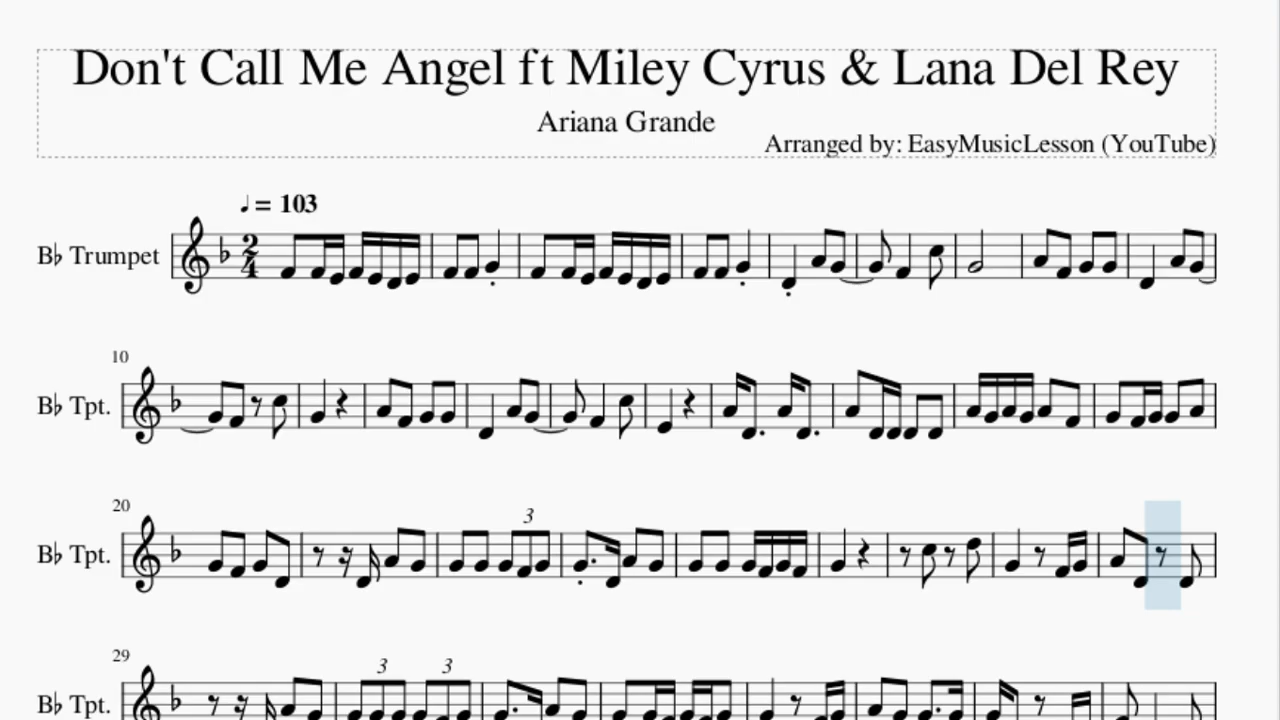 Don't Call Me Angel ft Miley Cyrus & Lana Del Rey
Ariana Grande
Arranged by: EasyMusicLesson (YouTube)
♩ = 103
B♭ Trumpet
2
4
10
B♭ Tpt.
20
3
B♭ Tpt.
29
3 3
B♭ Tpt.